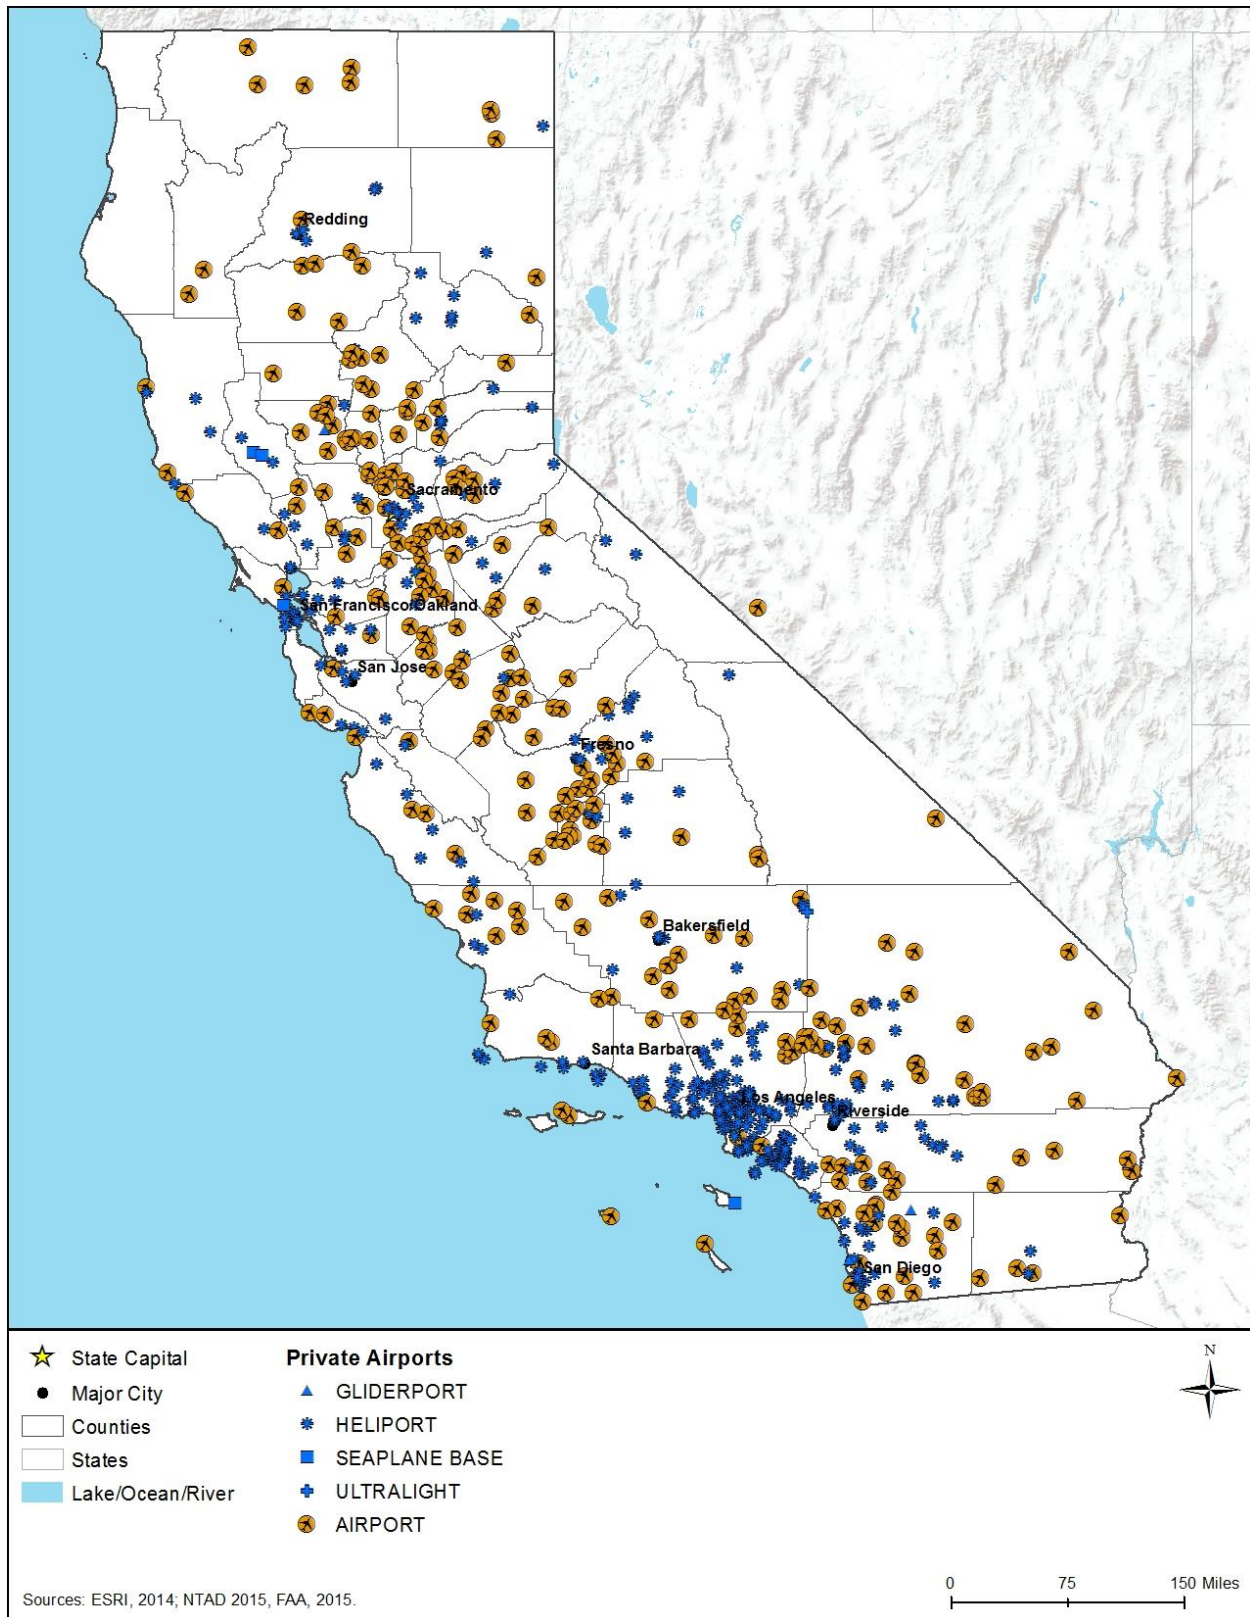 Redding
Sacramento
San Francisco/Oakland
San Jose
Fresno
Bakersfield
Santa Barbara
Los Angeles
Riverside
San Diego
State Capital
Major City
Counties
States
Lake/Ocean/River
Private Airports
GLIDERPORT
HELIPORT
SEAPLANE BASE
ULTRALIGHT
AIRPORT
N
Sources: ESRI, 2014; NTAD 2015, FAA, 2015.
0 75 150 Miles